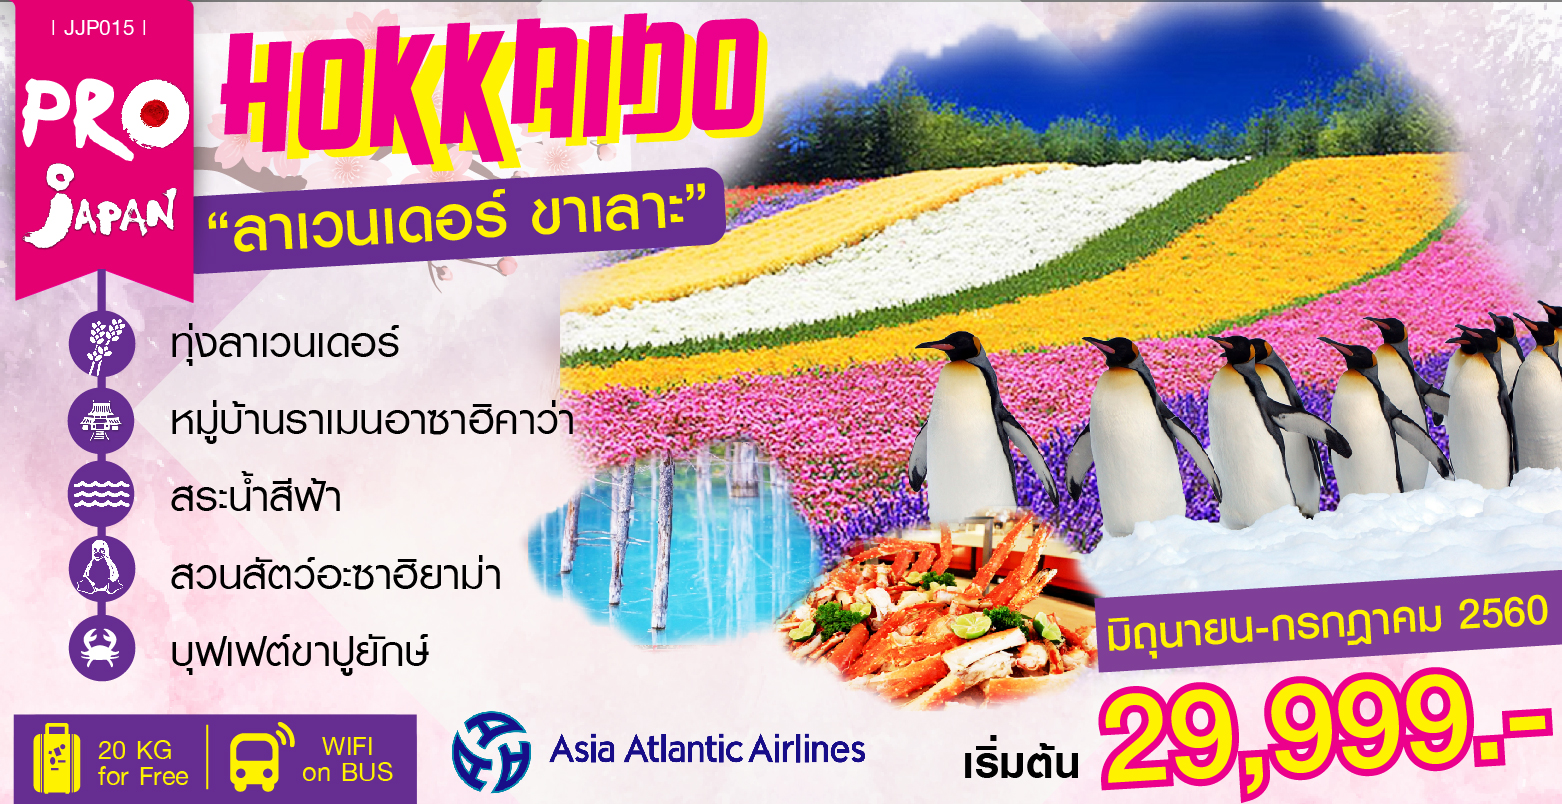 | JJP015 |
PRO
JAPAN
HOKKAIDO
“ลาเวนเดอร์ ขาเลาะ”
ทุ่งลาเวนเดอร์
หมู่บ้านราเมนอาซาฮิคาว่า
สระน้ำสีฟ้า
สวนสัตว์อะซาฮิยาม่า
บุฟเฟต์ขาปูยักษ์
มิถุนายน-กรกฎาคม 2560
เริ่มต้น 29,999.-
20 KG
for Free
WIFI
on BUS
Asia Atlantic Airlines